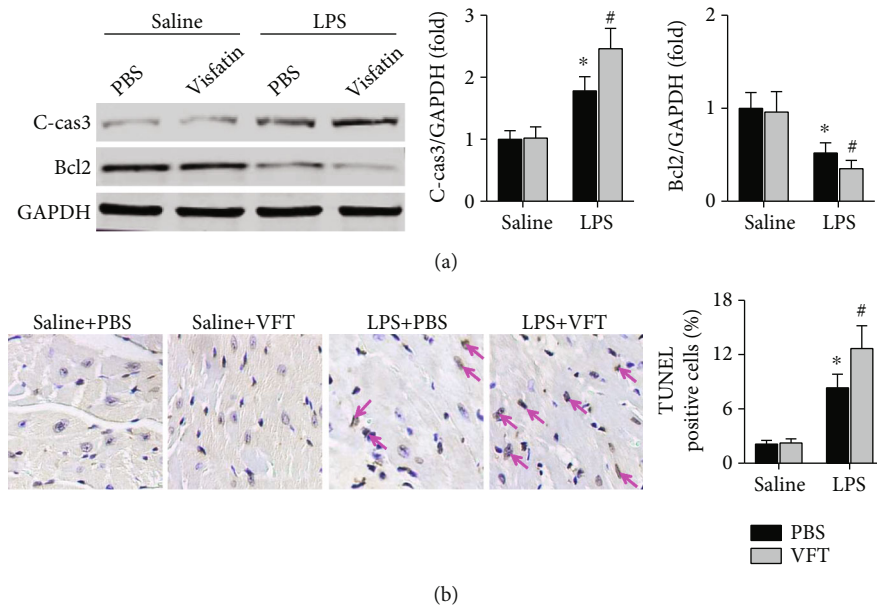 Saline LPS
PBS Visfatin PBS Visfatin
C-cas3
Bcl2
GAPDH
C-cas3/GAPDH (fold)
3
2
1
0
*
#
Saline LPS
Bcl2/GAPDH (fold)
2
1
0
*
#
Saline LPS
(a)
Saline+PBS Saline+VFT LPS+PBS LPS+VFT
TUNEL
positive cells (%)
18
12
6
0
*
#
Saline LPS
PBS
VFT
(b)